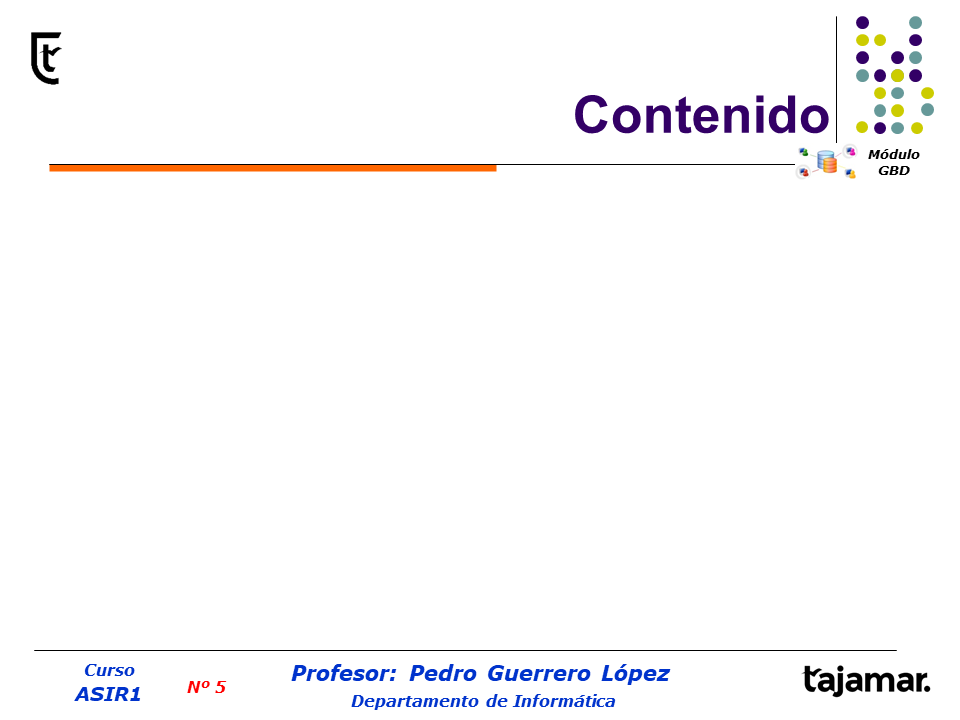 Contenido
Módulo
GBD
Curso
ASIR1
Nº 5
Profesor: Pedro Guerrero López
Departamento de Informática
tajamar.